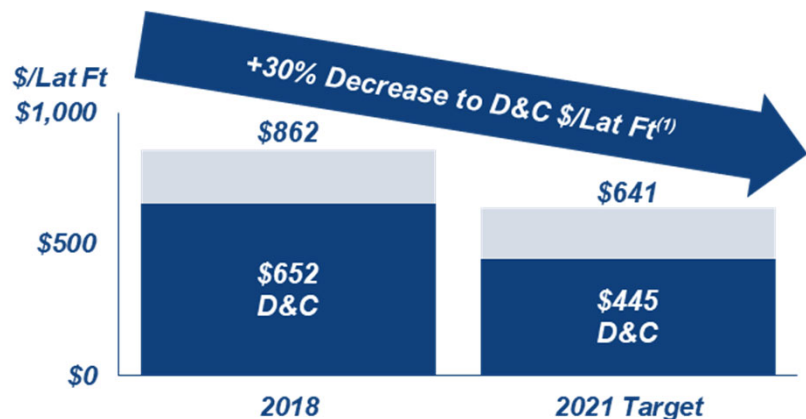 +30% Decrease to D&C $/Lat Ft(1)
$/Lat Ft
$1,000
$862
$641
$500
$652
D&C
$445
D&C
$0
2018
2021 Target